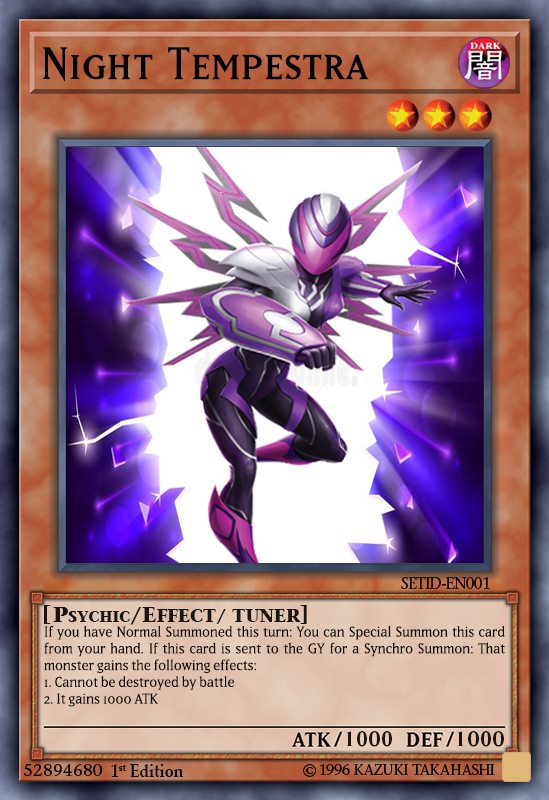 Night Tempestra
DARK
闇
SETID-EN001
[Psychic/Effect/ tuner]
If you have Normal Summoned this turn: You can Special Summon this card
from your hand. If this card is sent to the GY for a Synchro Summon: That
monster gains the following effects:
1. Cannot be destroyed by battle
2. It gains 1000 ATK
ATK/1000 DEF/1000
52894680 1st Edition © 1996 KAZUKI TAKAHASHI